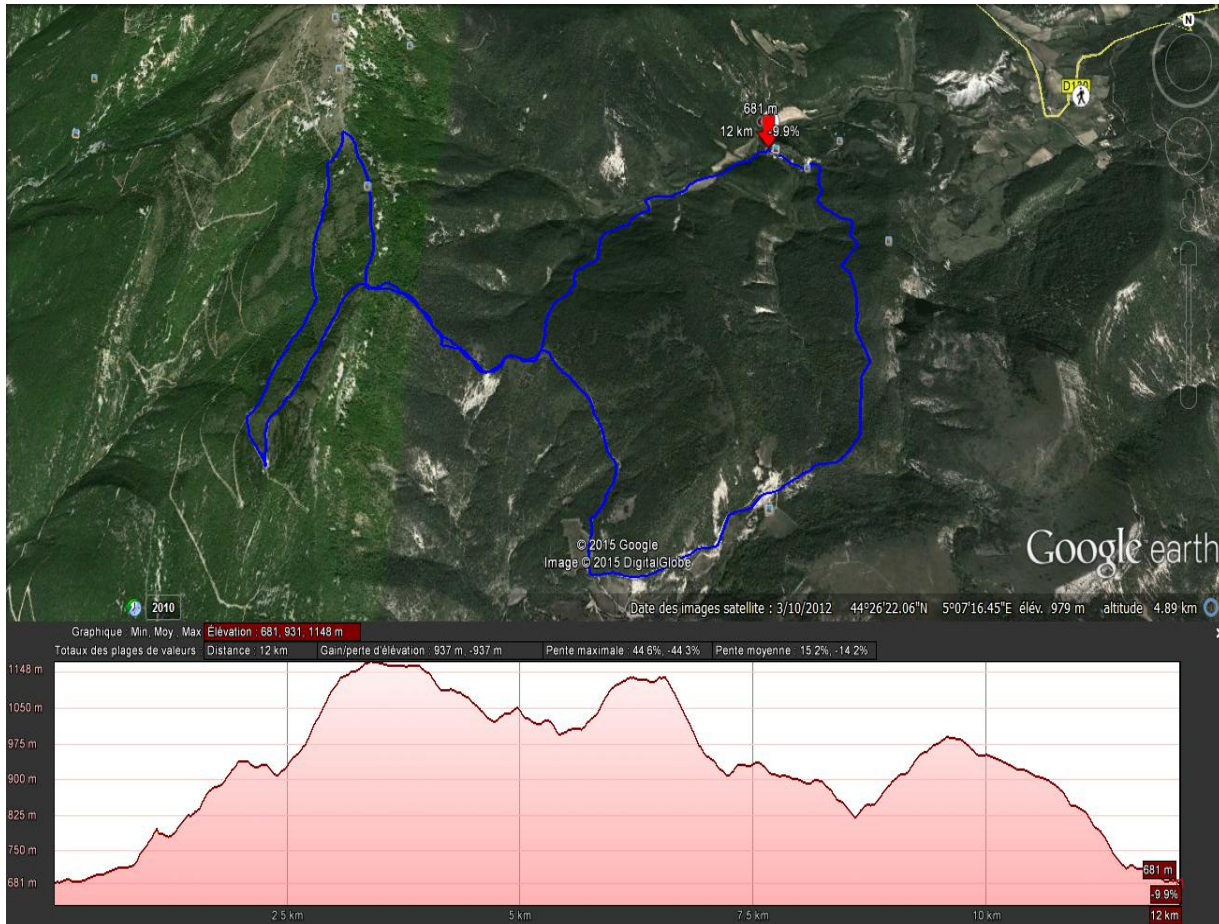 N
D130
681 m
12 km -9.9%
© 2015 Google
Image © 2015 DigitalGlobe
Google earth
2010
Date des images satellite : 3/10/2012 44°26'22.06"N 5°07'16.45"E élév. 979 m altitude 4.89 km
Graphique : Min, Moy., Max Élévation : 681, 931, 1148 m
Totaux des plages de valeurs : Distance : 12 km Gain/perte d'élévation : 937 m, -937 m Pente maximale : 44.6%, -44.3% Pente moyenne : 15.2%, -14.2%
1148 m
1050 m
975 m
900 m
825 m
750 m
681 m
681 m
-9.9%
2.5 km 5 km 7.5 km 10 km 12 km